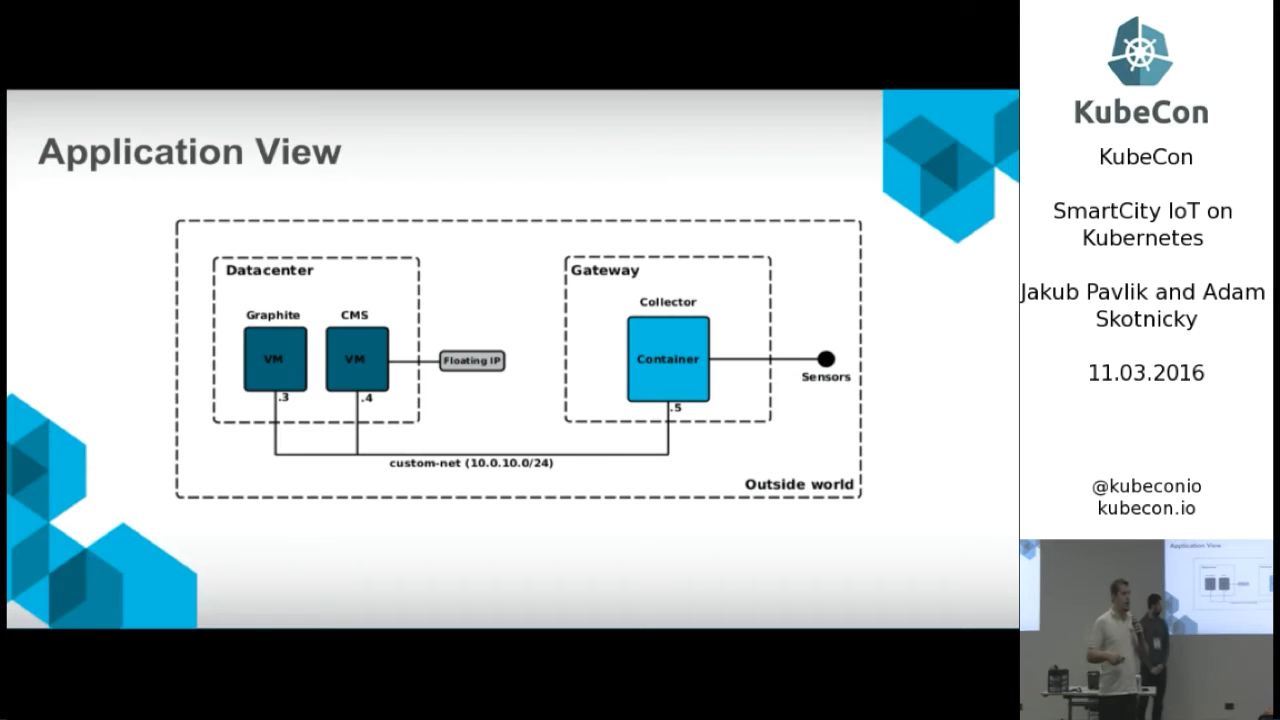 Application View
Datacenter
Graphite
CMS
VM
VM
Floating IP
.3
.4
Gateway
Collector
Container
Sensors
.5
custom-net (10.0.10.0/24)
Outside world
KubeCon
KubeCon
SmartCity IoT on
Kubernetes
Jakub Pavlik and Adam
Skotnicky
11.03.2016
@kubeconio
kubecon.io
Application View